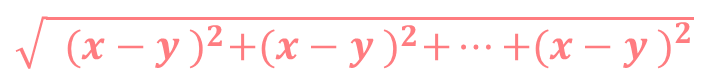 √((x − y)²+(x − y)²+ ⋯ +(x − y)²)